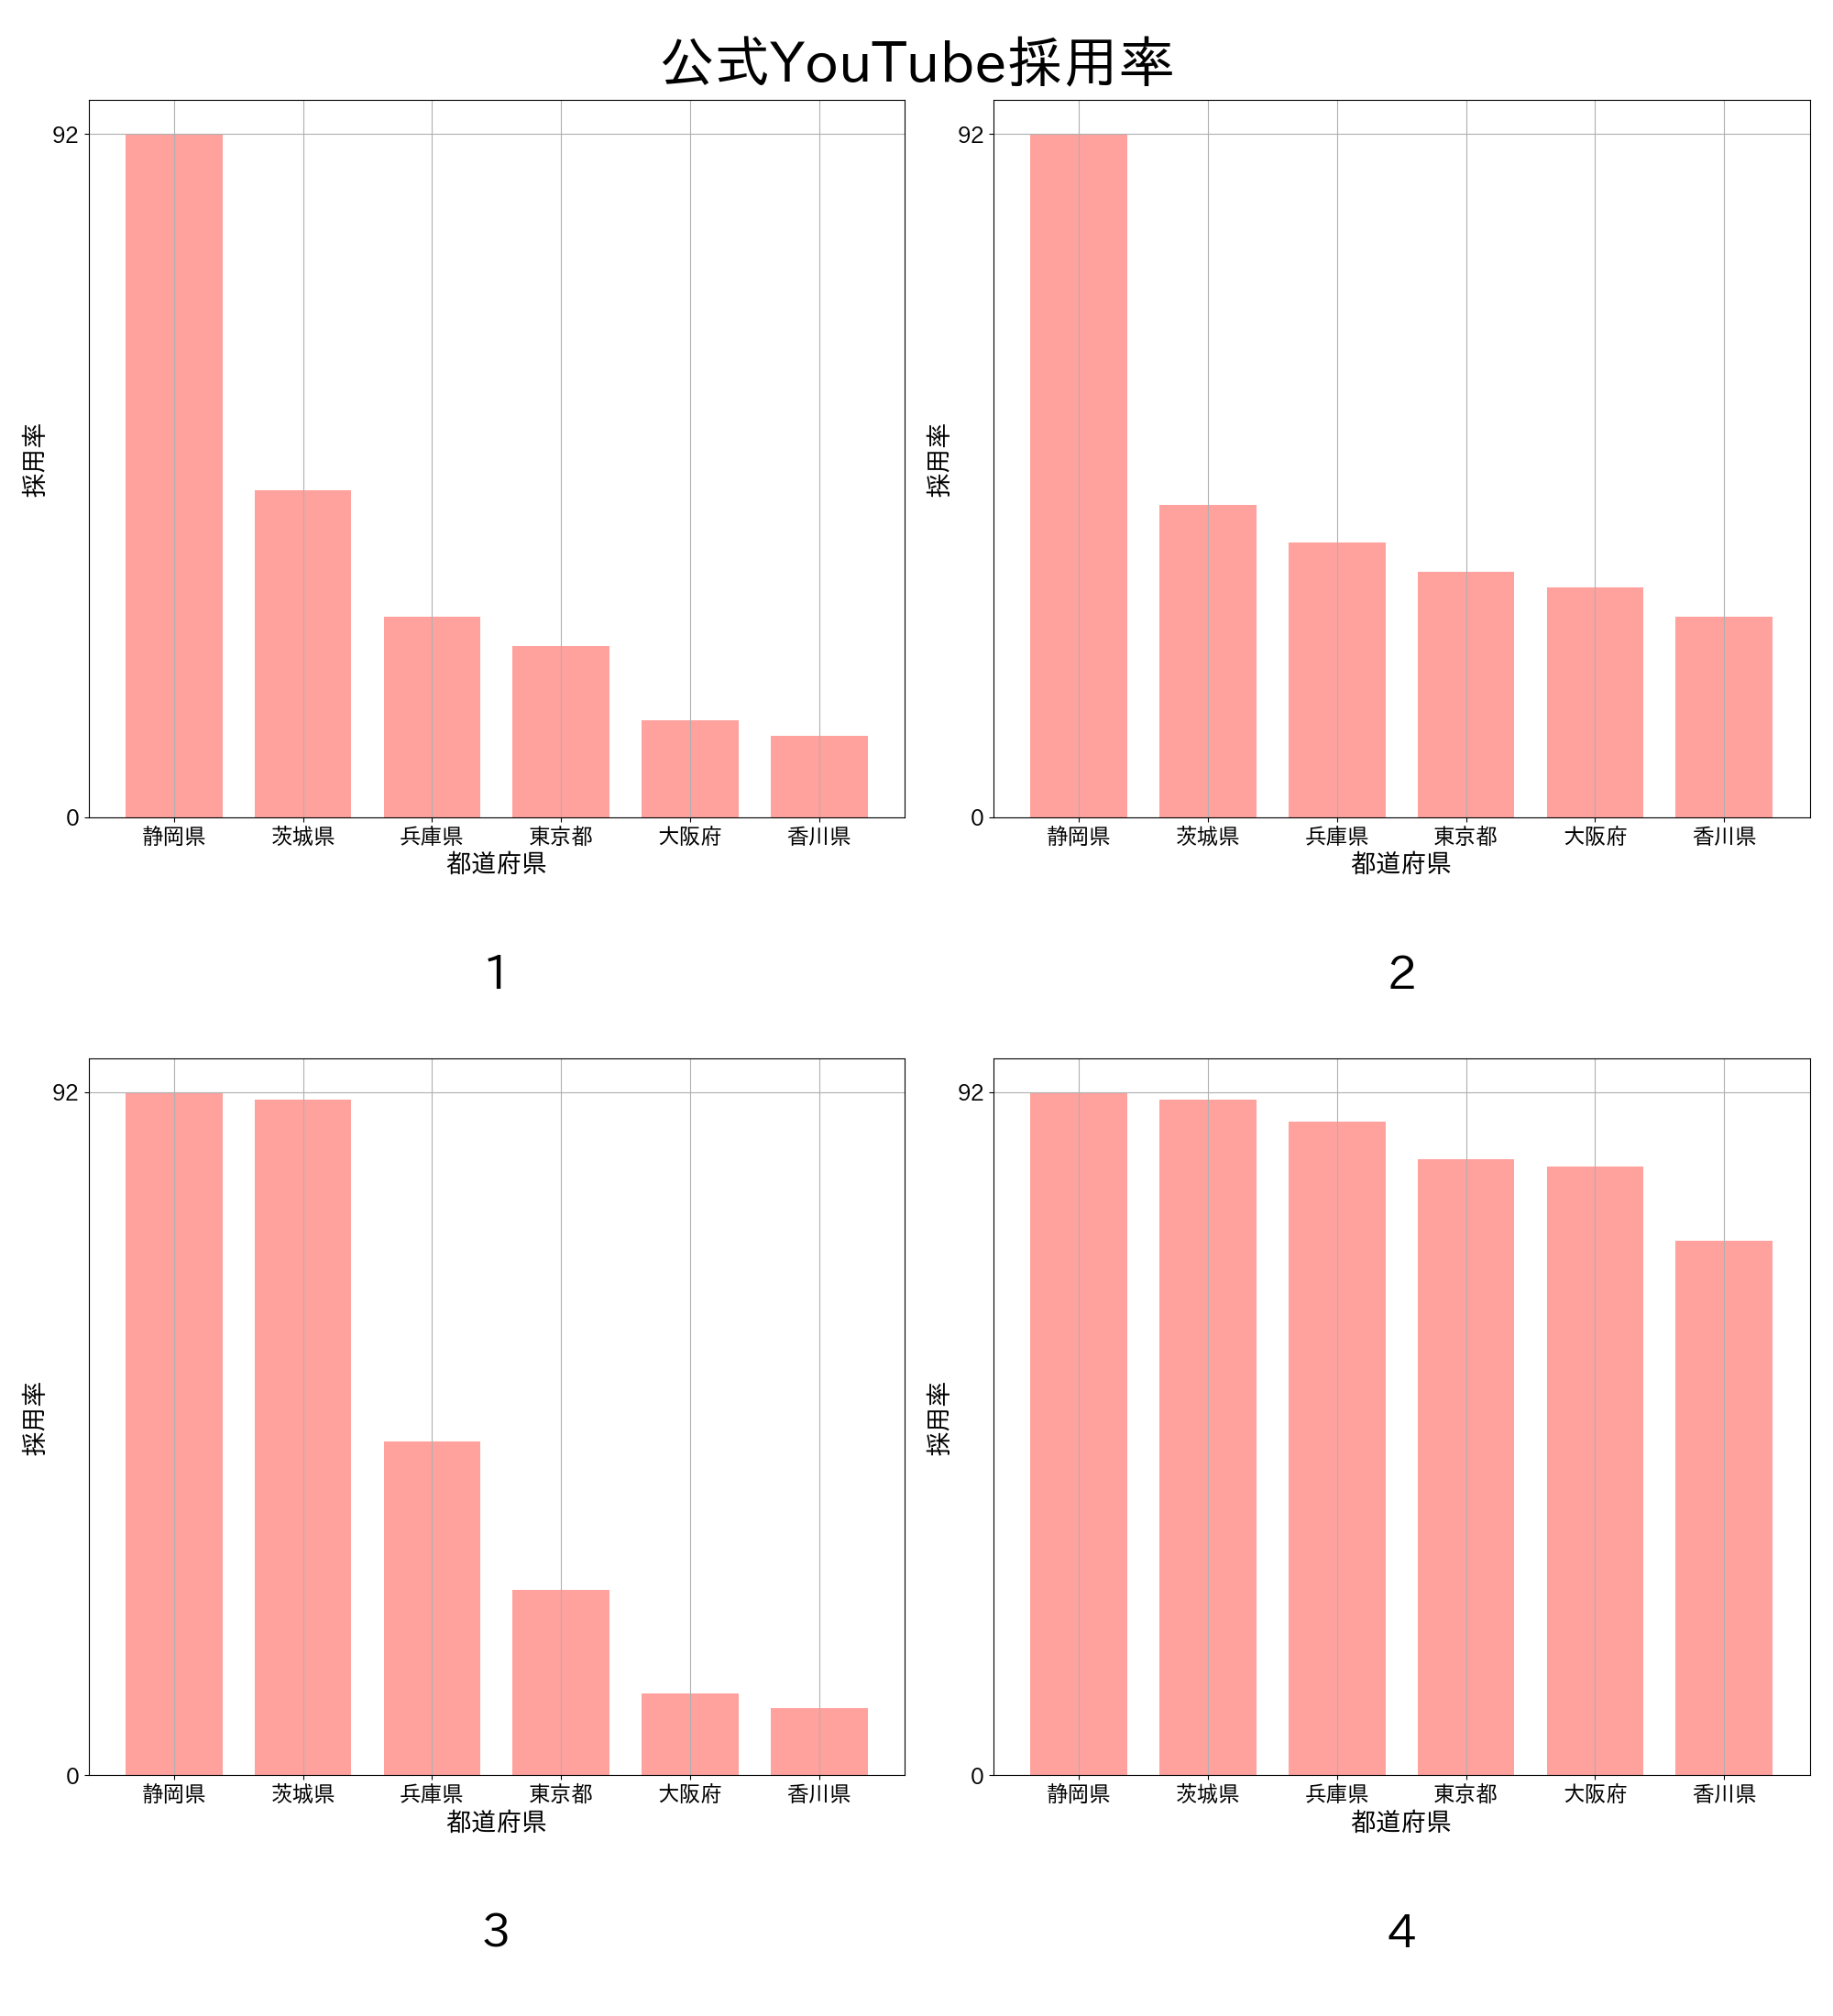 公式YouTube採用率
92
採用率
0
静岡県 茨城県 兵庫県 東京都 大阪府 香川県
都道府県
1
92
採用率
0
静岡県 茨城県 兵庫県 東京都 大阪府 香川県
都道府県
2
92
採用率
0
静岡県 茨城県 兵庫県 東京都 大阪府 香川県
都道府県
3
92
採用率
0
静岡県 茨城県 兵庫県 東京都 大阪府 香川県
都道府県
4